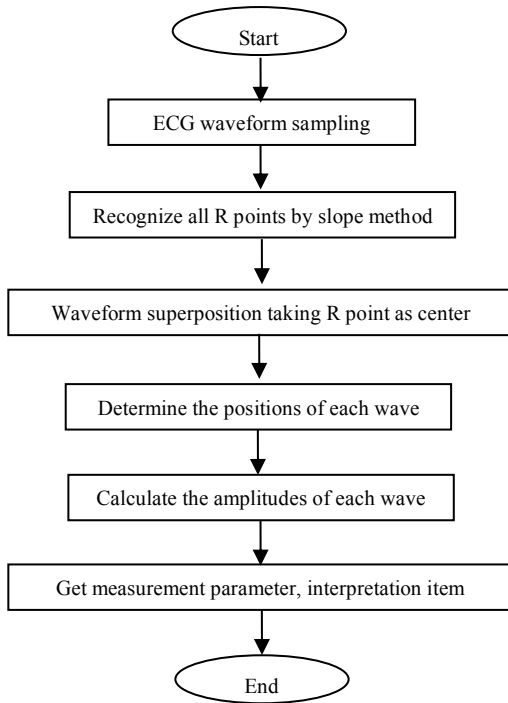 Start
ECG waveform sampling
Recognize all R points by slope method
Waveform superposition taking R point as center
Determine the positions of each wave
Calculate the amplitudes of each wave
Get measurement parameter, interpretation item
End